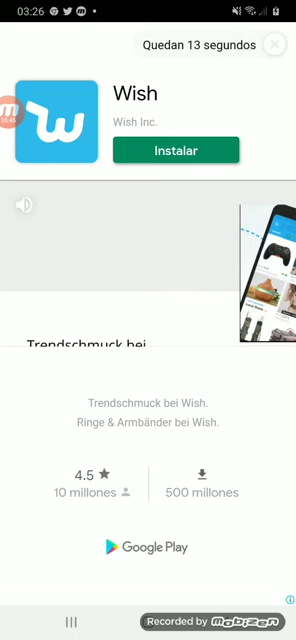 03:26
Quedan 13 segundos
Wish
Wish Inc.
Instalar
Trendschmuck bei
Trendschmuck bei Wish.
Ringe & Armbänder bei Wish.
4.5
10 millones
500 millones
Google Play
Recorded by mobizen